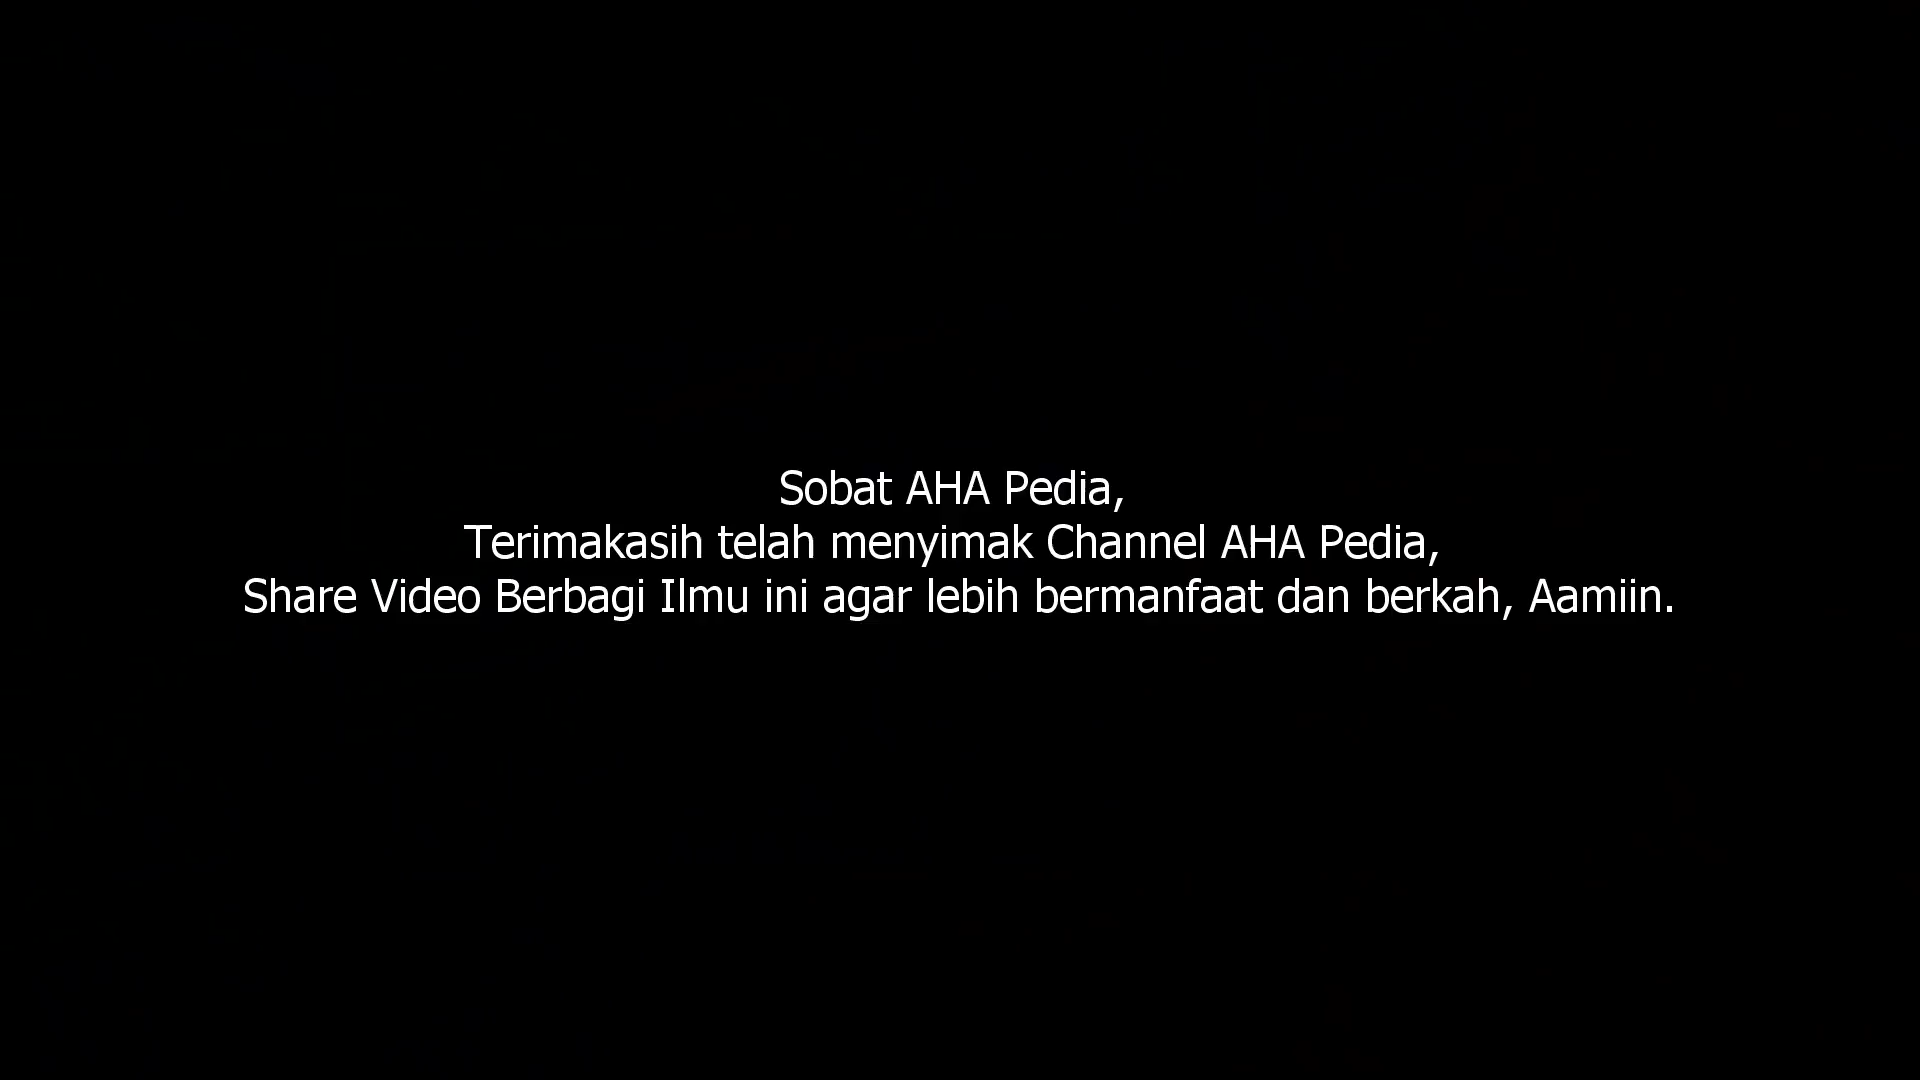 Sobat AHA Pedia,
Terimakasih telah menyimak Channel AHA Pedia,
Share Video Berbagi Ilmu ini agar lebih bermanfaat dan berkah, Aamiin.